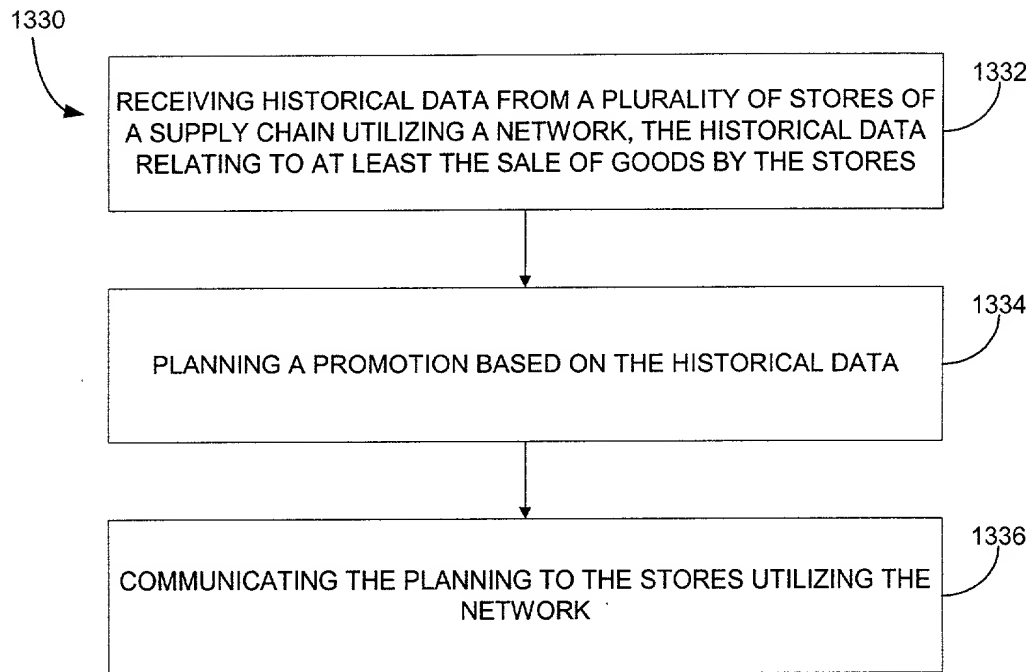 1330
1332
RECEIVING HISTORICAL DATA FROM A PLURALITY OF STORES OF
A SUPPLY CHAIN UTILIZING A NETWORK, THE HISTORICAL DATA
RELATING TO AT LEAST THE SALE OF GOODS BY THE STORES
1334
PLANNING A PROMOTION BASED ON THE HISTORICAL DATA
1336
COMMUNICATING THE PLANNING TO THE STORES UTILIZING THE
NETWORK